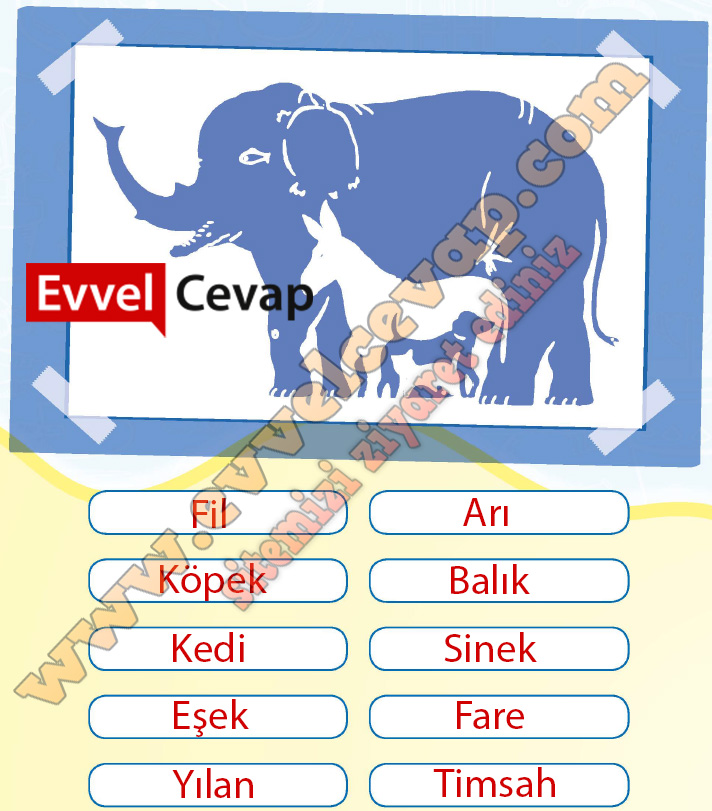 Evvel Cevap
www.evvelcevap.com
sitemizi ziyaret ediniz
Fil
Arı
Köpek
Balık
Kedi
Sinek
Eşek
Fare
Yılan
Timsah